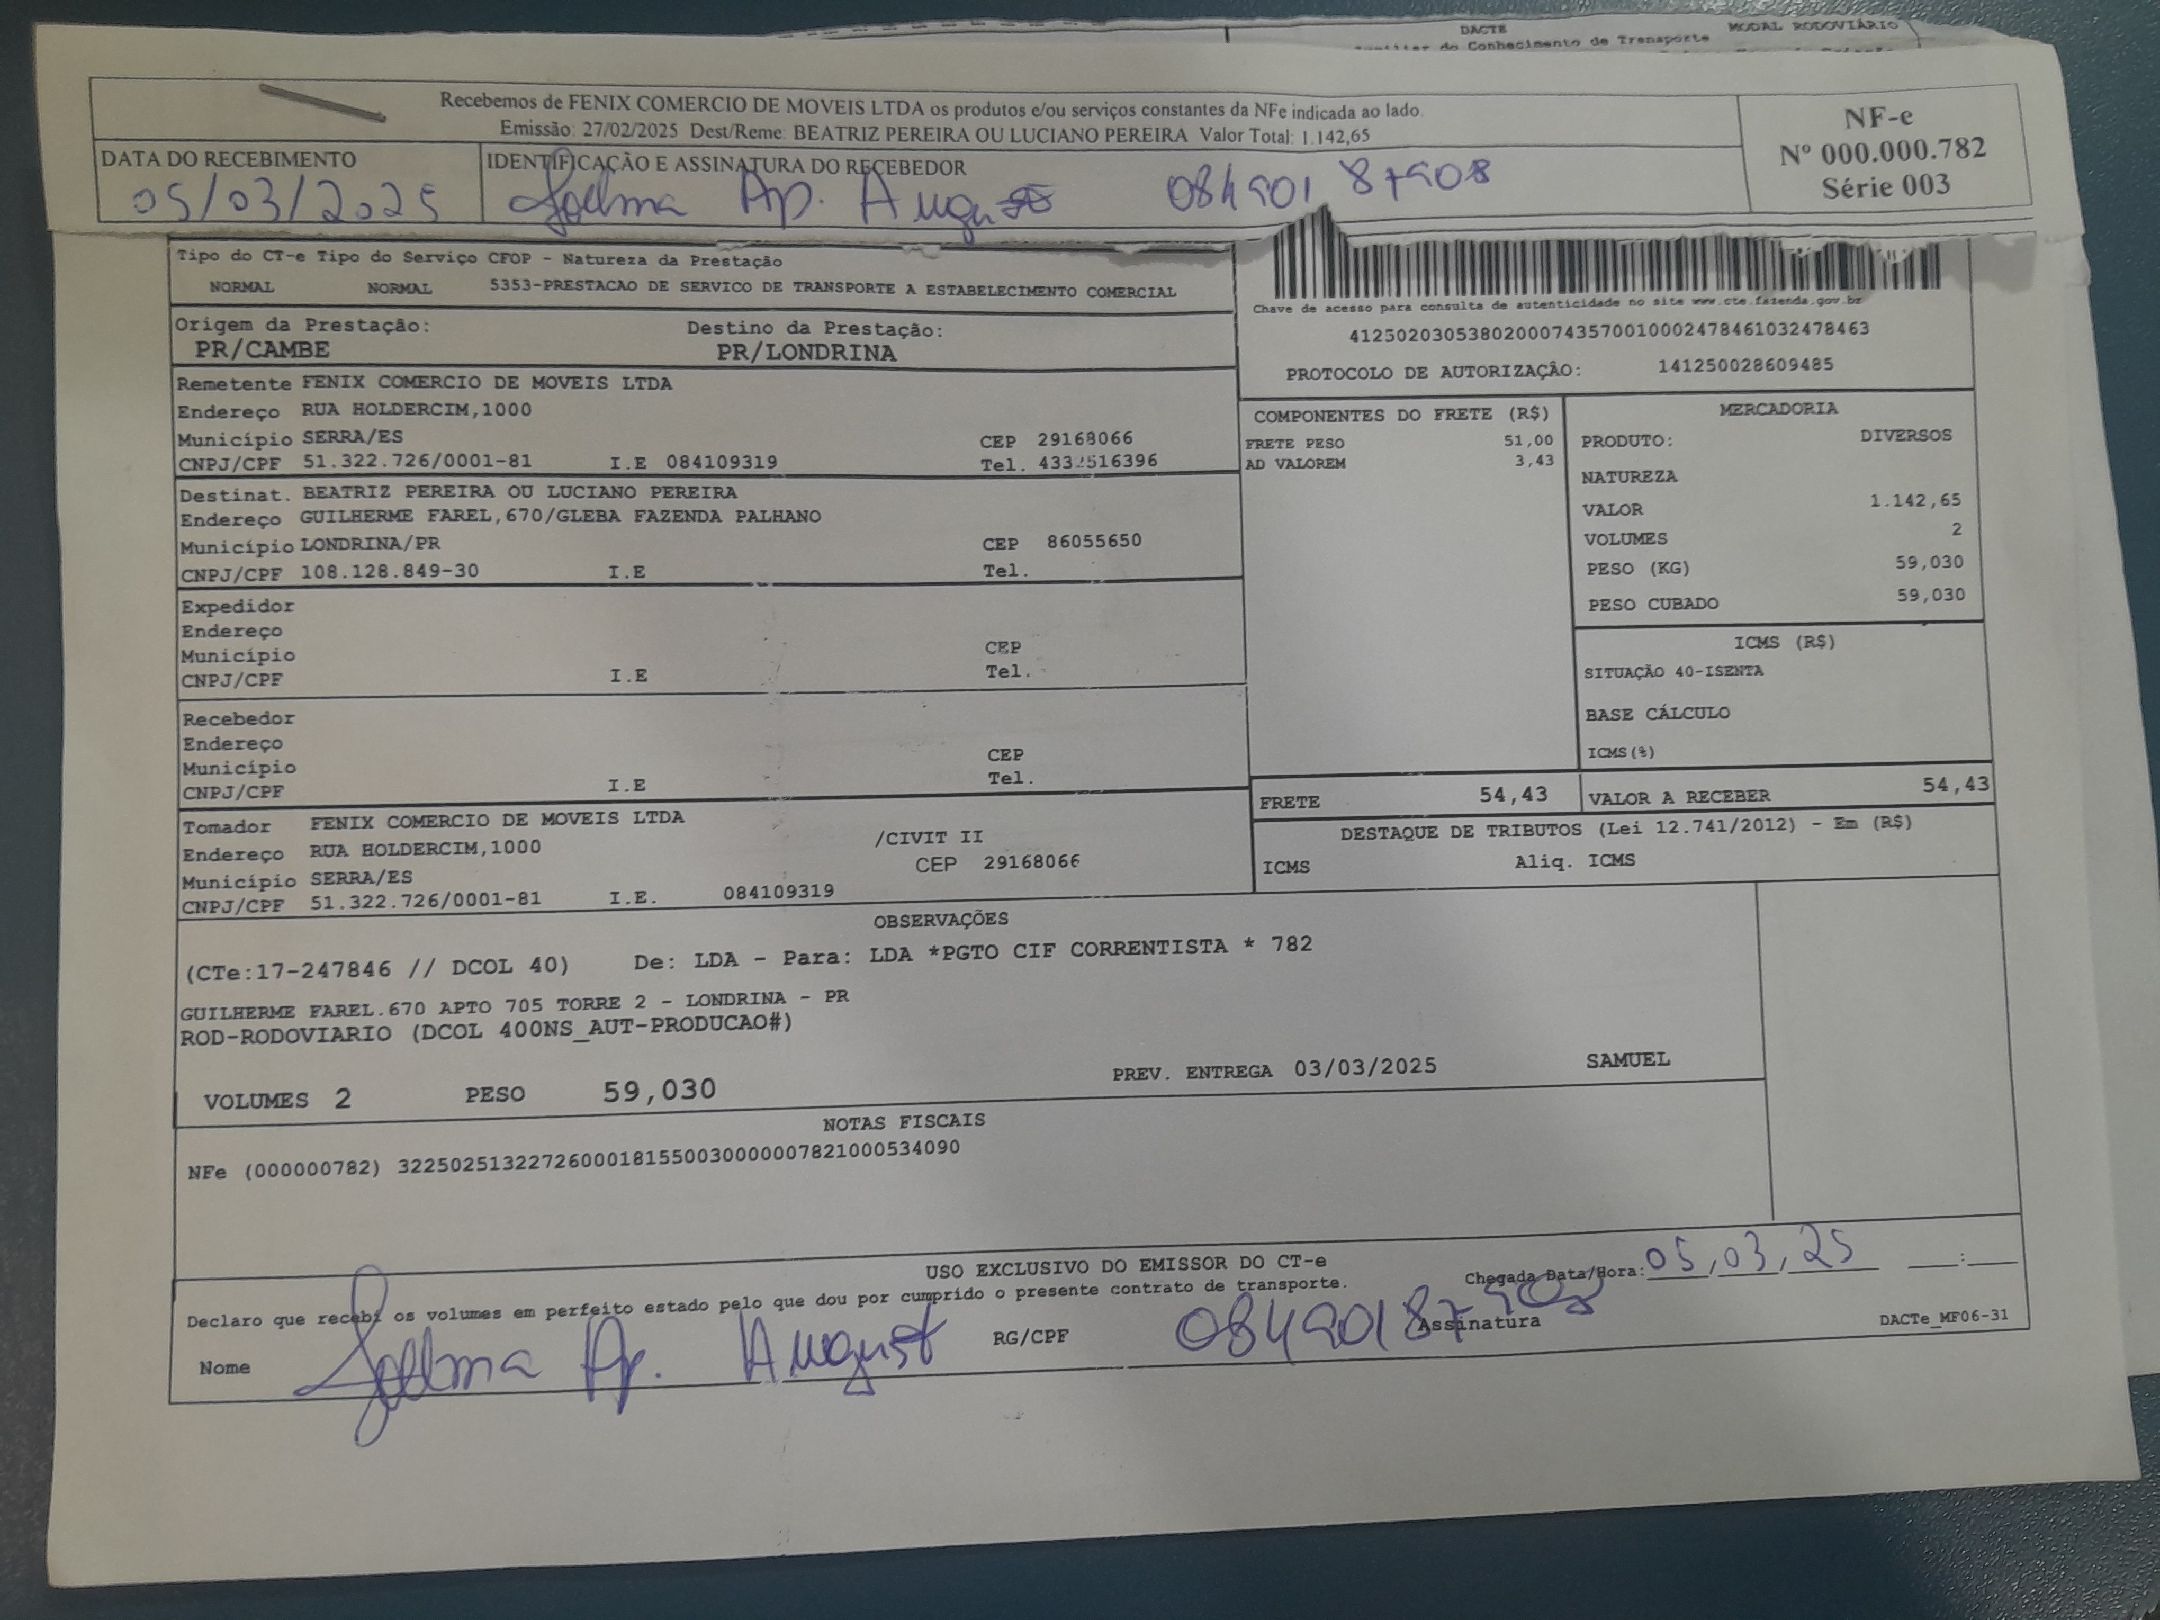 DACTE MODAL RODOVIÁRIO
do Conhecimento de Transporte
Recebemos de FENIX COMERCIO DE MOVEIS LTDA os produtos e/ou serviços constantes da NFe indicada ao lado.
Emissão: 27/02/2025 Dest/Reme: BEATRIZ PEREIRA OU LUCIANO PEREIRA Valor Total: 1.142,65
NF-e
Nº 000.000.782
Série 003
DATA DO RECEBIMENTO
05/03/2025
IDENTIFICAÇÃO E ASSINATURA DO RECEBEDOR
Ap. 08490187908
Tipo do CT-e Tipo do Serviço CFOP - Natureza da Prestação
NORMAL NORMAL 5353-PRESTACAO DE SERVICO DE TRANSPORTE A ESTABELECIMENTO COMERCIAL
Chave de acesso para consulta de autenticidade no site www.cte.fazenda.gov.br
41250203053802000743570010002478461032478463
PROTOCOLO DE AUTORIZAÇÃO: 141250028609485
Origem da Prestação: Destino da Prestação:
PR/CAMBE PR/LONDRINA
Remetente FENIX COMERCIO DE MOVEIS LTDA
Endereço RUA HOLDERCIM,1000
Município SERRA/ES CEP 29168066
CNPJ/CPF 51.322.726/0001-81 I.E 084109319 Tel. 4332516396
Destinat. BEATRIZ PEREIRA OU LUCIANO PEREIRA
Endereço GUILHERME FAREL,670/GLEBA FAZENDA PALHANO
Município LONDRINA/PR CEP 86055650
CNPJ/CPF 108.128.849-30 I.E Tel.
Expedidor
Endereço
Município CEP
CNPJ/CPF I.E Tel.
Recebedor
Endereço
Município CEP
CNPJ/CPF I.E Tel.
Tomador FENIX COMERCIO DE MOVEIS LTDA
Endereço RUA HOLDERCIM,1000 /CIVIT II
Município SERRA/ES CEP 29168066
CNPJ/CPF 51.322.726/0001-81 I.E. 084109319
COMPONENTES DO FRETE (R$)
FRETE PESO 51,00
AD VALOREM 3,43
MERCADORIA
PRODUTO: DIVERSOS
NATUREZA
VALOR 1.142,65
VOLUMES 2
PESO (KG) 59,030
PESO CUBADO 59,030
ICMS (R$)
SITUAÇÃO 40-ISENTA
BASE CÁLCULO
ICMS(%)
FRETE 54,43 VALOR A RECEBER 54,43
DESTAQUE DE TRIBUTOS (Lei 12.741/2012) - Em (R$)
ICMS Aliq. ICMS
OBSERVAÇÕES
(CTe:17-247846 // DCOL 40) De: LDA - Para: LDA *PGTO CIF CORRENTISTA * 782
GUILHERME FAREL.670 APTO 705 TORRE 2 - LONDRINA - PR
ROD-RODOVIARIO (DCOL 400NS_AUT-PRODUCAO#)
VOLUMES 2 PESO 59,030 PREV. ENTREGA 03/03/2025 SAMUEL
NOTAS FISCAIS
NFe (000000782) 32250251322726000181550030000007821000534090
USO EXCLUSIVO DO EMISSOR DO CT-e
Declaro que recebi os volumes em perfeito estado pelo que dou por cumprido o presente contrato de transporte.
Chegada Data/Hora: 05,03,25 :
Nome Ap. August RG/CPF 08490187908 Assinatura
DACTe_MF06-31